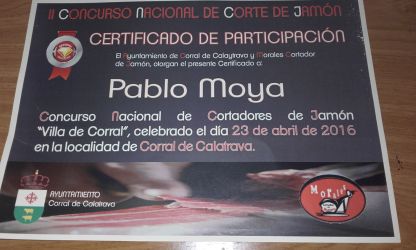 II CONCURSO NACIONAL DE CORTE DE JAMÓN
CERTIFICADO DE PARTICIPACIÓN
El Ayuntamiento de Corral de Calatrava y Morales Cortador
de Jamón, otorgan el presente Certificado a:
Pablo Moya
Concurso Nacional de Cortadores de Jamón
"Villa de Corral", celebrado el día 23 de abril de 2016
en la localidad de Corral de Calatrava.
AYUNTAMIENTO
Corral de Calatrava
Morales